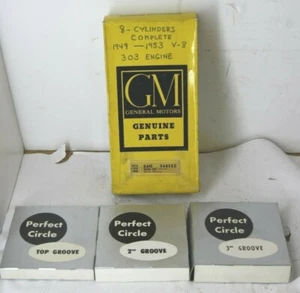 8-CYLINDERS
COMPLETE
1949-1953 V-8
303 ENGINE
GM
GENERAL MOTORS
GENUINE
PARTS
Perfect
Circle
TOP GROOVE
Perfect
Circle
2ND GROOVE
Perfect
Circle
3RD GROOVE